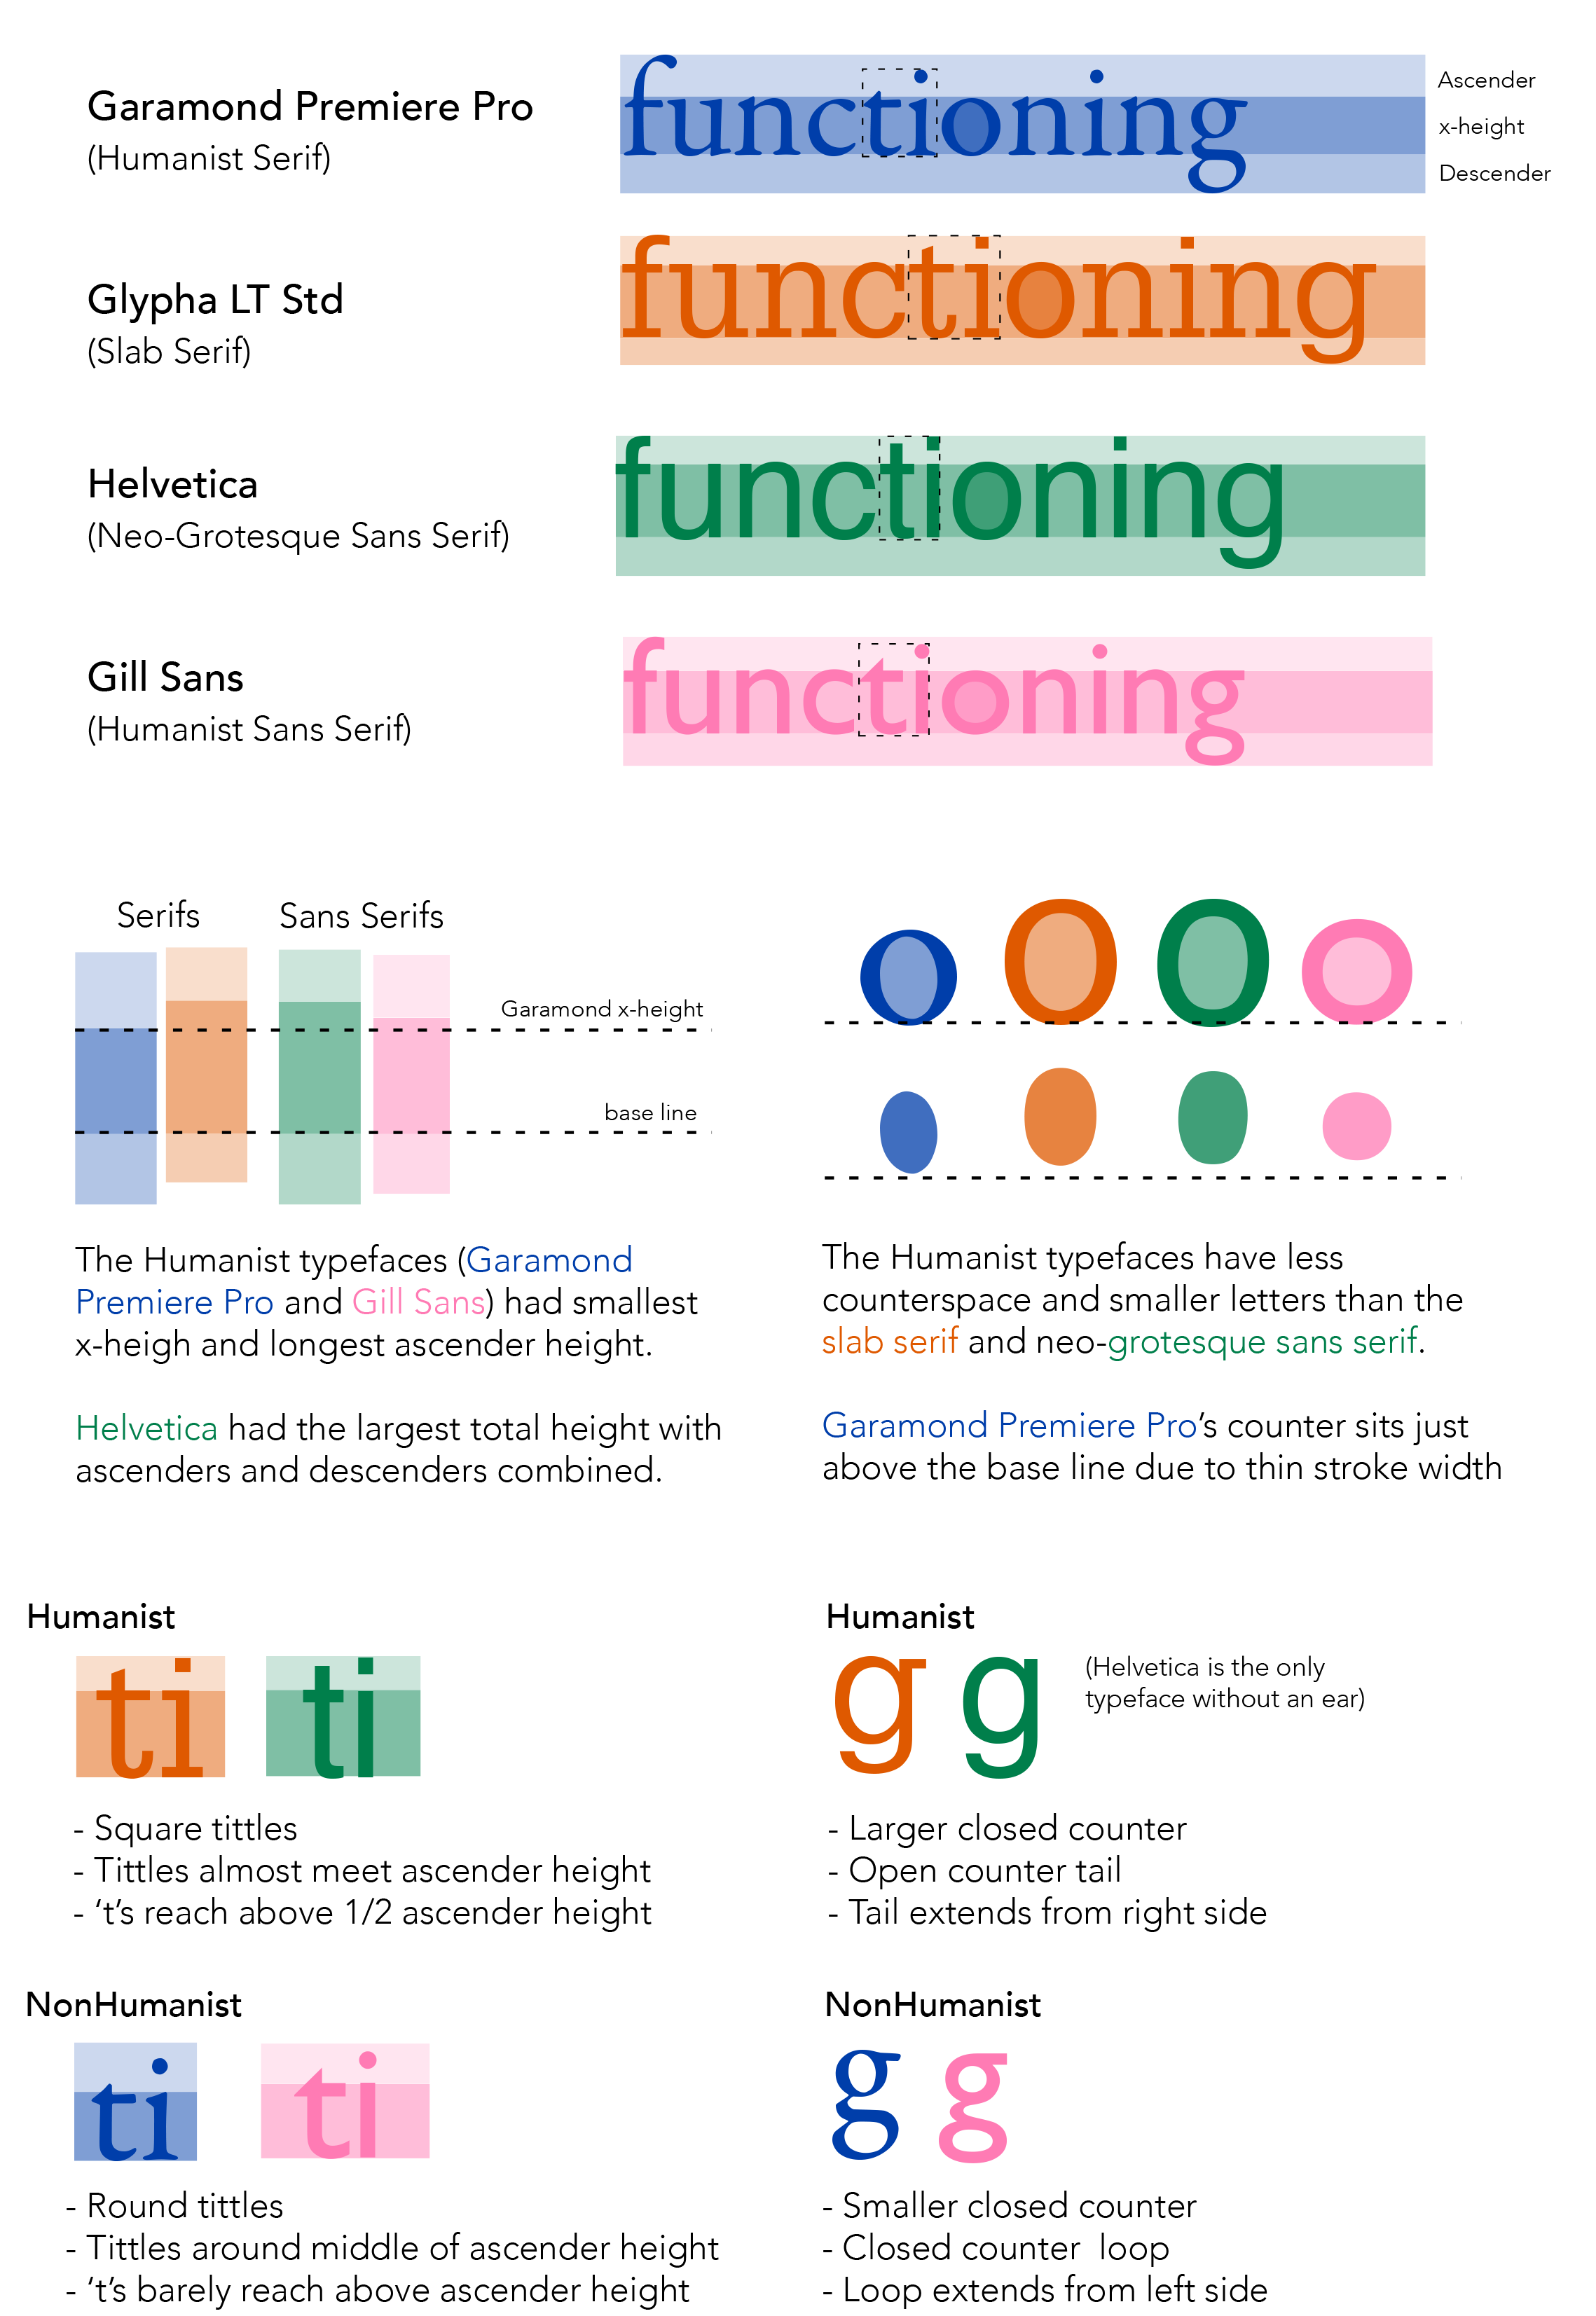 Garamond Premiere Pro
(Humanist Serif)
functioning
Ascender
x-height
Descender
Glypha LT Std
(Slab Serif)
functioning
Helvetica
(Neo-Grotesque Sans Serif)
functioning
Gill Sans
(Humanist Sans Serif)
functioning
Serifs
Sans Serifs
Garamond x-height
base line
o o o o
The Humanist typefaces (Garamond
Premiere Pro and Gill Sans) had smallest
x-heigh and longest ascender height.
Helvetica had the largest total height with
ascenders and descenders combined.
The Humanist typefaces have less
counterspace and smaller letters than the
slab serif and neo-grotesque sans serif.
Garamond Premiere Pro’s counter sits just
above the base line due to thin stroke width
Humanist
ti ti
- Square tittles
- Tittles almost meet ascender height
- ‘t’s reach above 1/2 ascender height
Humanist
g g
(Helvetica is the only
typeface without an ear)
- Larger closed counter
- Open counter tail
- Tail extends from right side
NonHumanist
ti ti
- Round tittles
- Tittles around middle of ascender height
- ‘t’s barely reach above ascender height
NonHumanist
g g
- Smaller closed counter
- Closed counter  loop
- Loop extends from left side